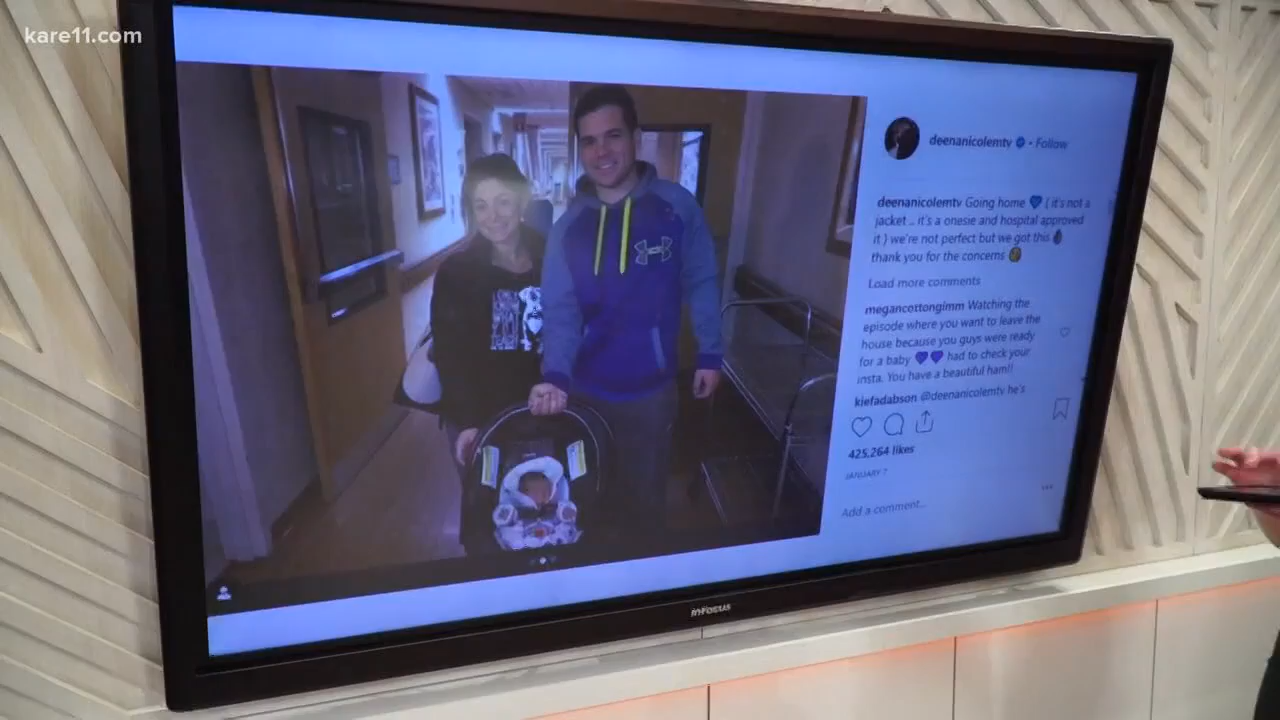 kare11.com
deenanicolemtv • Follow
deenanicolemtv Going home 💙 ( it's not a
jacket .. it's a onesie and hospital approved
it ) we're not perfect but we got this
thank you for the concerns
Load more comments
megancottongimm Watching the
episode where you want to leave the
house because you guys were ready
for a baby 💜💜 had to check your
insta. You have a beautiful ham!!
kiefadabson @deenanicolemtv he's
425,264 likes
JANUARY 7
Add a comment...
InFocus